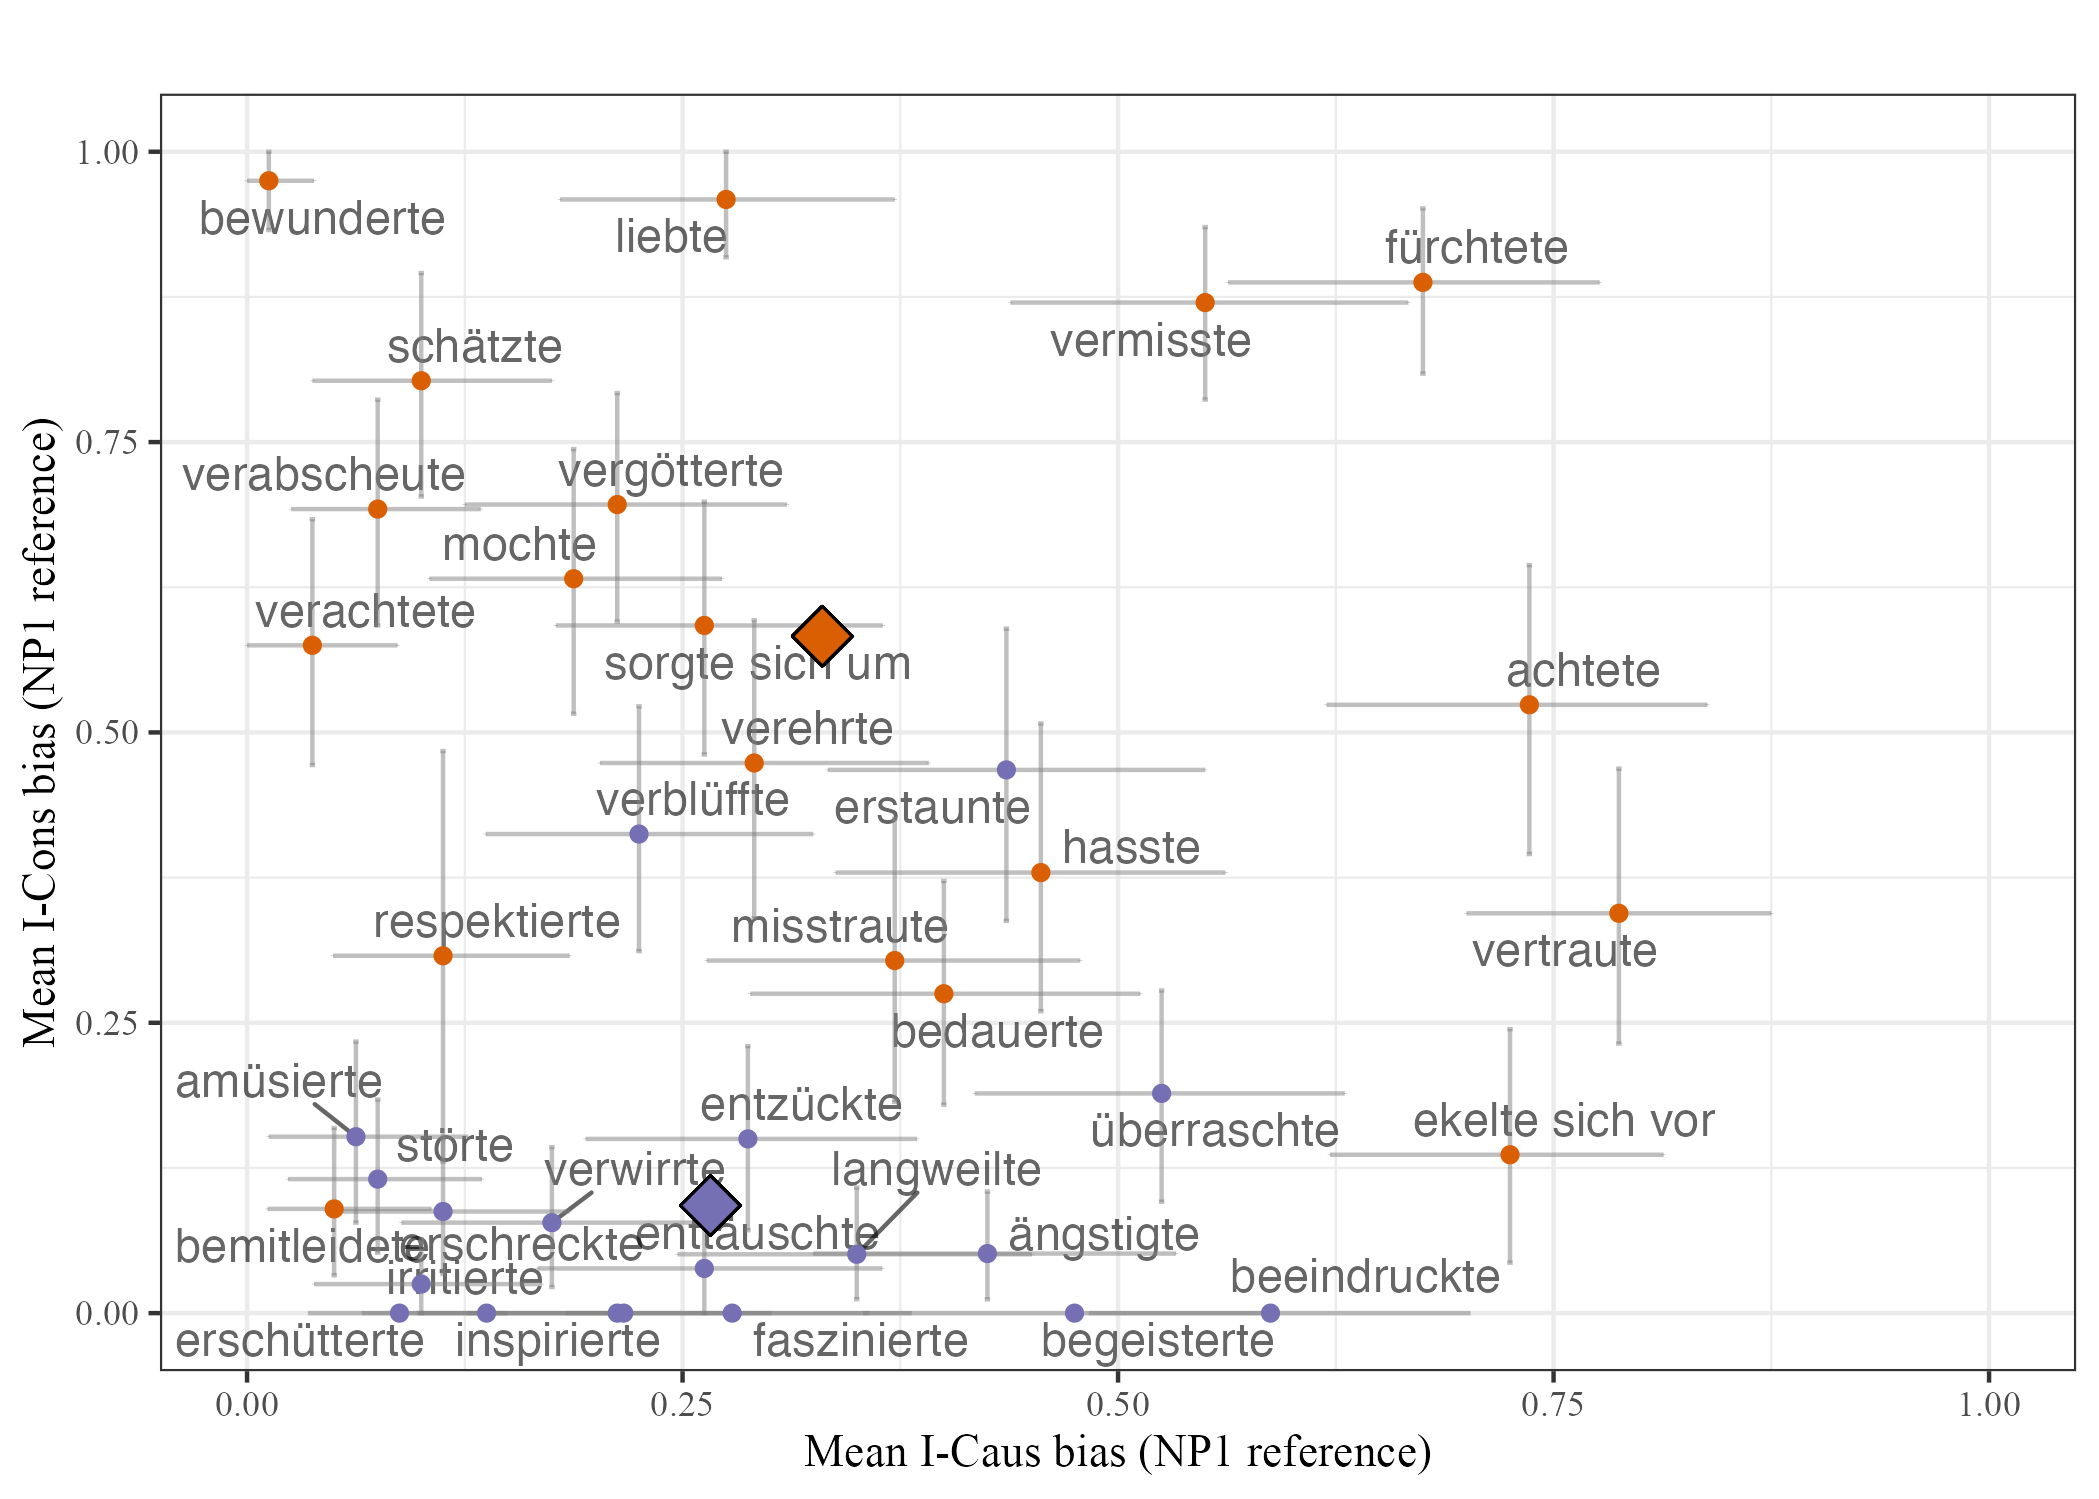 1.00
bewunderte
liebte
fürchtete
vermisste
schätzte
0.75
verabscheute
vergötterte
mochte
verachtete
sorgte sich um
achtete
0.50
verehrte
verblüffte
erstaunte
hasste
respektierte
misstraute
vertraute
0.25
bedauerte
amüsierte
entzückte
überraschte
ekelte sich vor
störte
verwirrte
langweilte
bemitleidete
erschreckte
enttäuschte
ängstigte
irritierte
beeindruckte
0.00
erschütterte
inspirierte
faszinierte
begeisterte
0.00 0.25 0.50 0.75 1.00
Mean I-Caus bias (NP1 reference)
Mean I-Cons bias (NP1 reference)